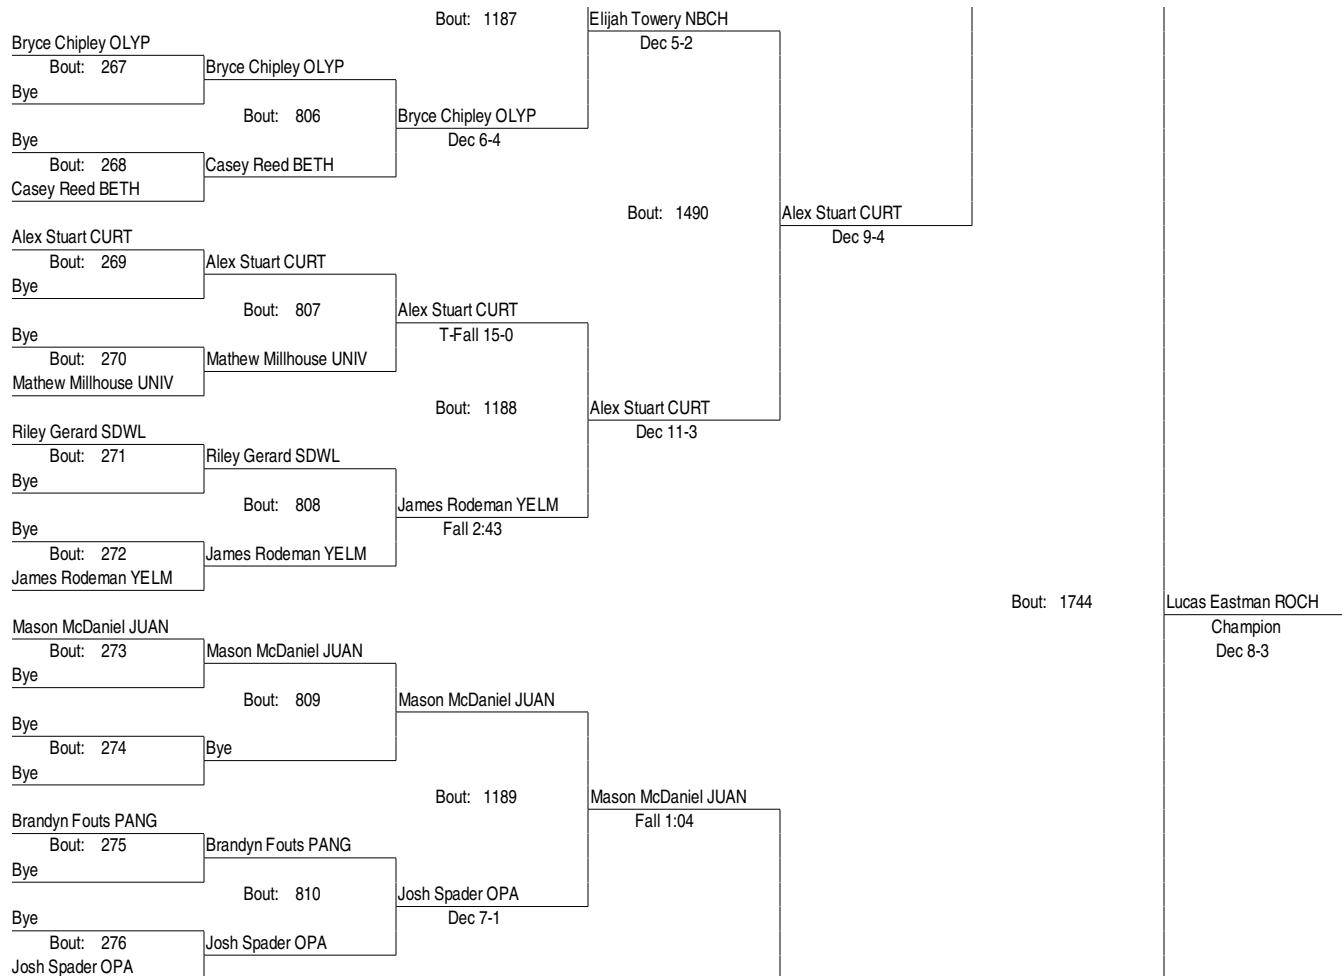 Bout: 1187
Elijah Towery NBCH
Dec 5-2
Bryce Chipley OLYP
Bout: 267
Bryce Chipley OLYP
Bye
Bout: 806
Bryce Chipley OLYP
Dec 6-4
Bye
Bout: 268
Casey Reed BETH
Casey Reed BETH
Bout: 1490
Alex Stuart CURT
Dec 9-4
Alex Stuart CURT
Bout: 269
Alex Stuart CURT
Bye
Bout: 807
Alex Stuart CURT
T-Fall 15-0
Bye
Bout: 270
Mathew Millhouse UNIV
Mathew Millhouse UNIV
Bout: 1188
Alex Stuart CURT
Dec 11-3
Riley Gerard SDWL
Bout: 271
Riley Gerard SDWL
Bye
Bout: 808
James Rodeman YELM
Fall 2:43
Bye
Bout: 272
James Rodeman YELM
James Rodeman YELM
Bout: 1744
Lucas Eastman ROCH
Champion
Dec 8-3
Mason McDaniel JUAN
Bout: 273
Mason McDaniel JUAN
Bye
Bout: 809
Mason McDaniel JUAN
Bye
Bout: 274
Bye
Bye
Bout: 1189
Mason McDaniel JUAN
Fall 1:04
Brandyn Fouts PANG
Bout: 275
Brandyn Fouts PANG
Bye
Bout: 810
Josh Spader OPA
Dec 7-1
Bye
Bout: 276
Josh Spader OPA
Josh Spader OPA